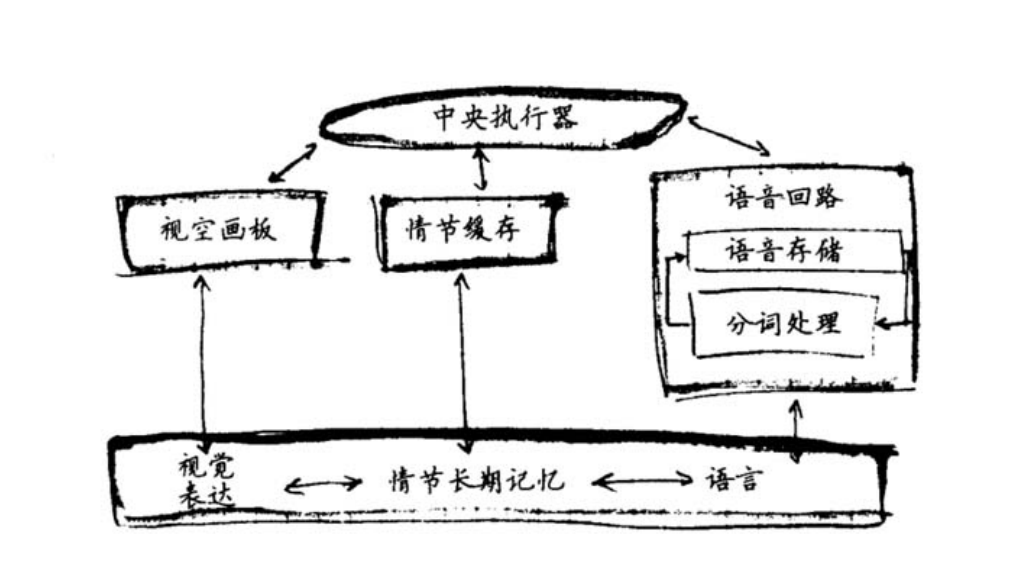 中央执行器
视空画板
情节缓存
语音回路
语音存储
分词处理
视觉
表达
情节长期记忆
语言